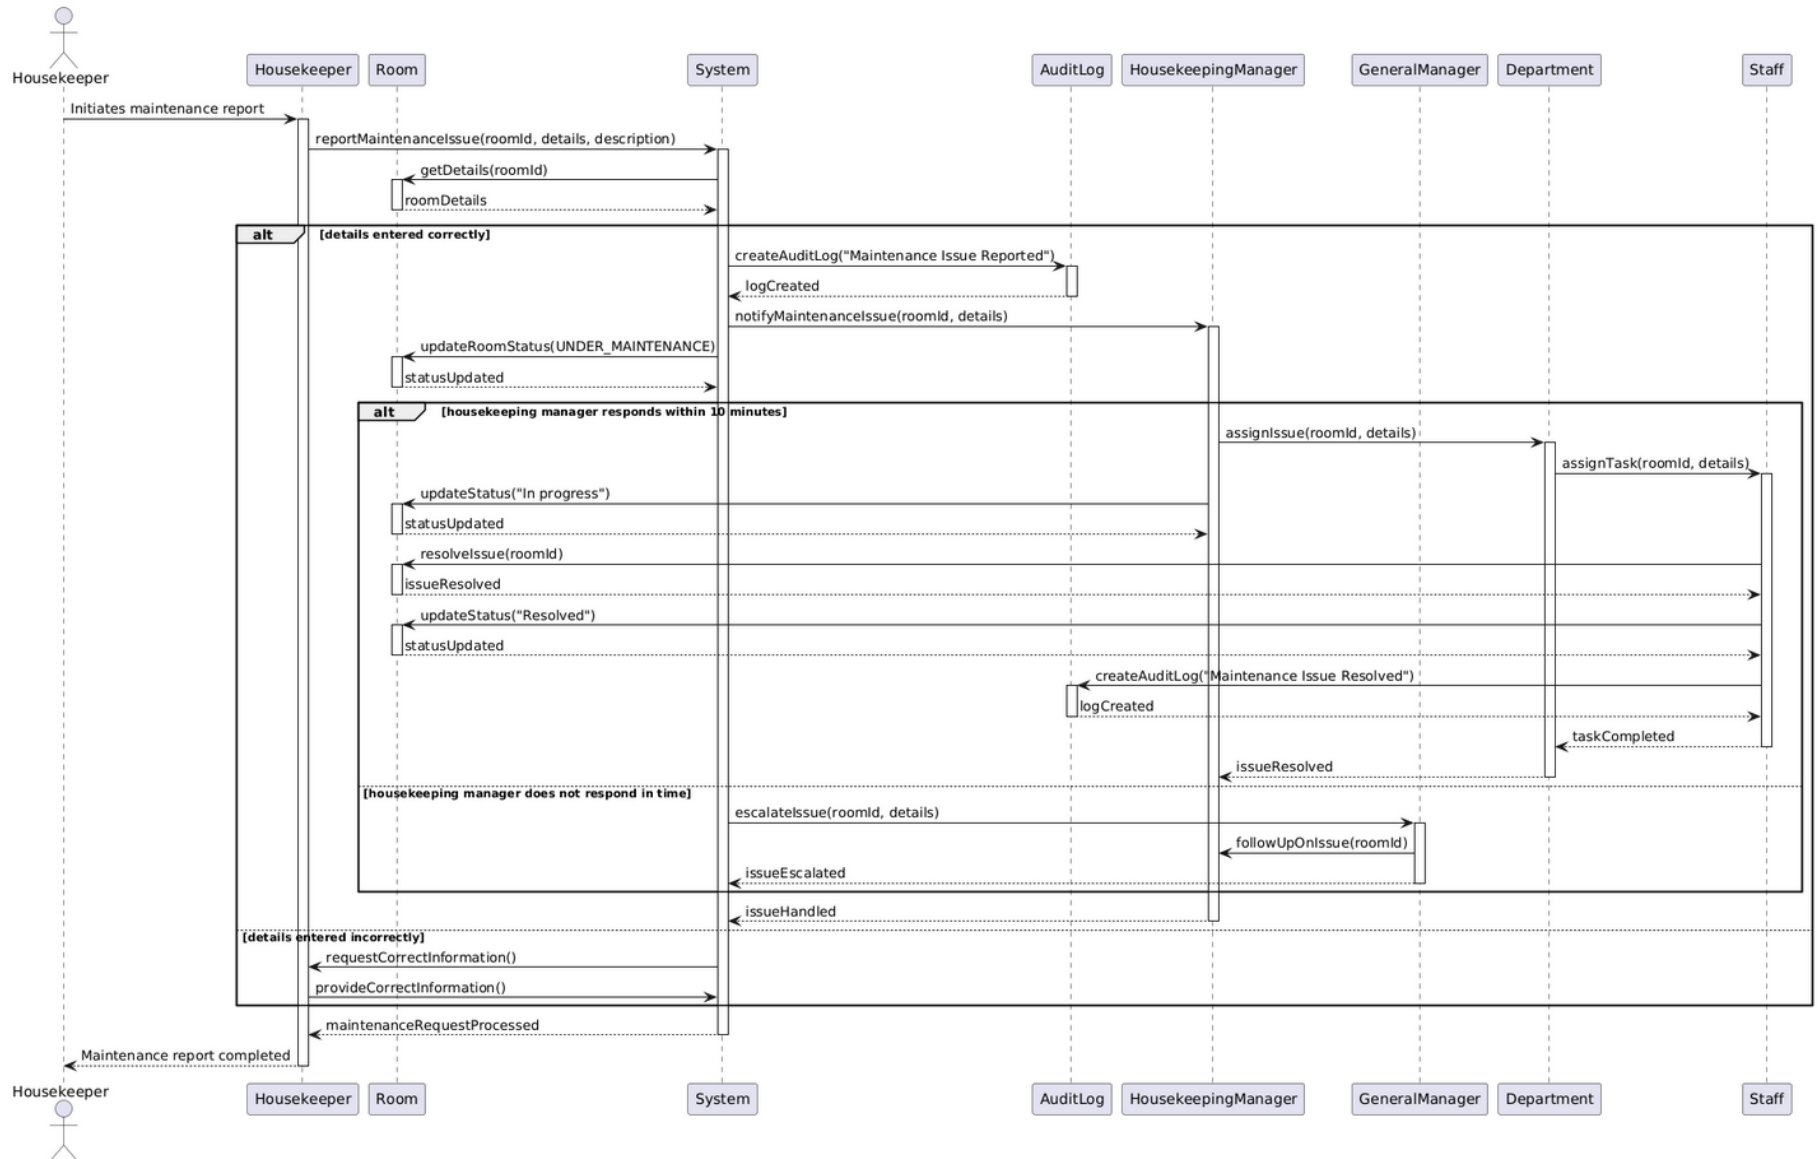 Housekeeper
Housekeeper
Room
System
AuditLog
HousekeepingManager
GeneralManager
Department
Staff
Initiates maintenance report
reportMaintenanceIssue(roomId, details, description)
getDetails(roomId)
roomDetails
alt
[details entered correctly]
createAuditLog("Maintenance Issue Reported")
logCreated
notifyMaintenanceIssue(roomId, details)
updateRoomStatus(UNDER_MAINTENANCE)
statusUpdated
alt
[housekeeping manager responds within 10 minutes]
assignIssue(roomId, details)
assignTask(roomId, details)
updateStatus("In progress")
statusUpdated
resolveIssue(roomId)
issueResolved
updateStatus("Resolved")
statusUpdated
createAuditLog("Maintenance Issue Resolved")
logCreated
taskCompleted
issueResolved
[housekeeping manager does not respond in time]
escalateIssue(roomId, details)
followUpOnIssue(roomId)
issueEscalated
issueHandled
[details entered incorrectly]
requestCorrectInformation()
provideCorrectInformation()
maintenanceRequestProcessed
Maintenance report completed
Housekeeper
Housekeeper
Room
System
AuditLog
HousekeepingManager
GeneralManager
Department
Staff